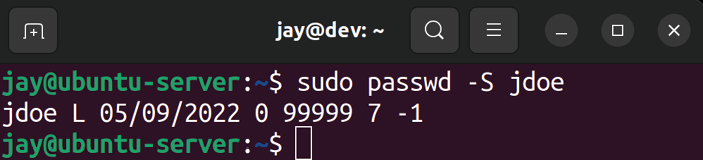 jay@dev: ~
jay@ubuntu-server:~$ sudo passwd -S jdoe
jdoe L 05/09/2022 0 99999 7 -1
jay@ubuntu-server:~$